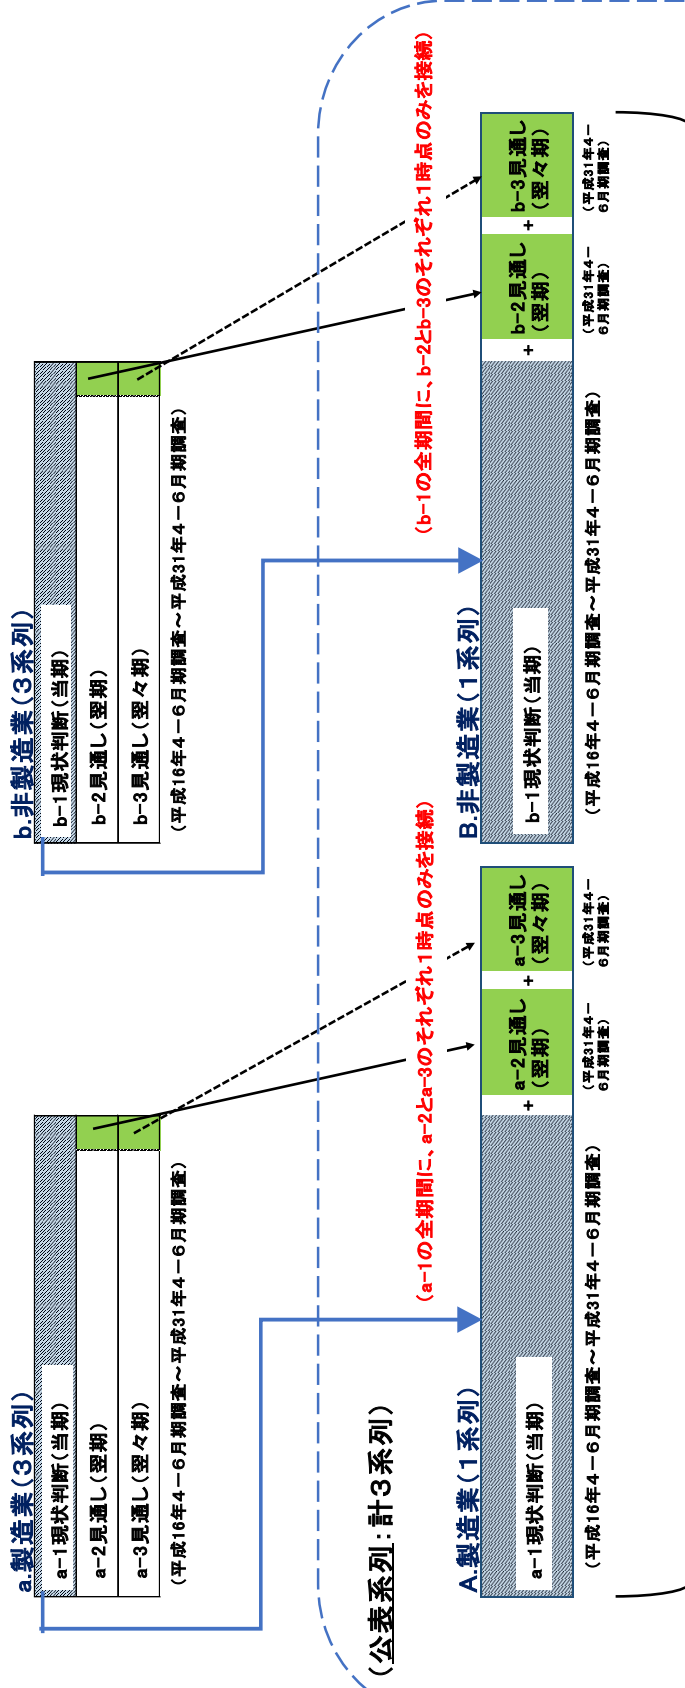 a.製造業(3系列)
a-1現状判断(当期)
a-2見通し(翌期)
a-3見通し(翌々期)
(平成16年4－6月期調査～平成31年4－6月期調査)
b.非製造業(3系列)
b-1現状判断(当期)
b-2見通し(翌期)
b-3見通し(翌々期)
(平成16年4－6月期調査～平成31年4－6月期調査)
(公表系列:計3系列)
(a-1の全期間に、a-2とa-3のそれぞれ1時点のみを接続)
(b-1の全期間に、b-2とb-3のそれぞれ1時点のみを接続)
A.製造業(1系列)
a-1現状判断(当期)
+
a-2見通し
(翌期)
+
a-3見通し
(翌々期)
(平成16年4－6月期調査～平成31年4－6月期調査)
(平成31年4－
6月期調査)
(平成31年4－
6月期調査)
B.非製造業(1系列)
b-1現状判断(当期)
+
b-2見通し
(翌期)
+
b-3見通し
(翌々期)
(平成16年4－6月期調査～平成31年4－6月期調査)
(平成31年4－
6月期調査)
(平成31年4－
6月期調査)